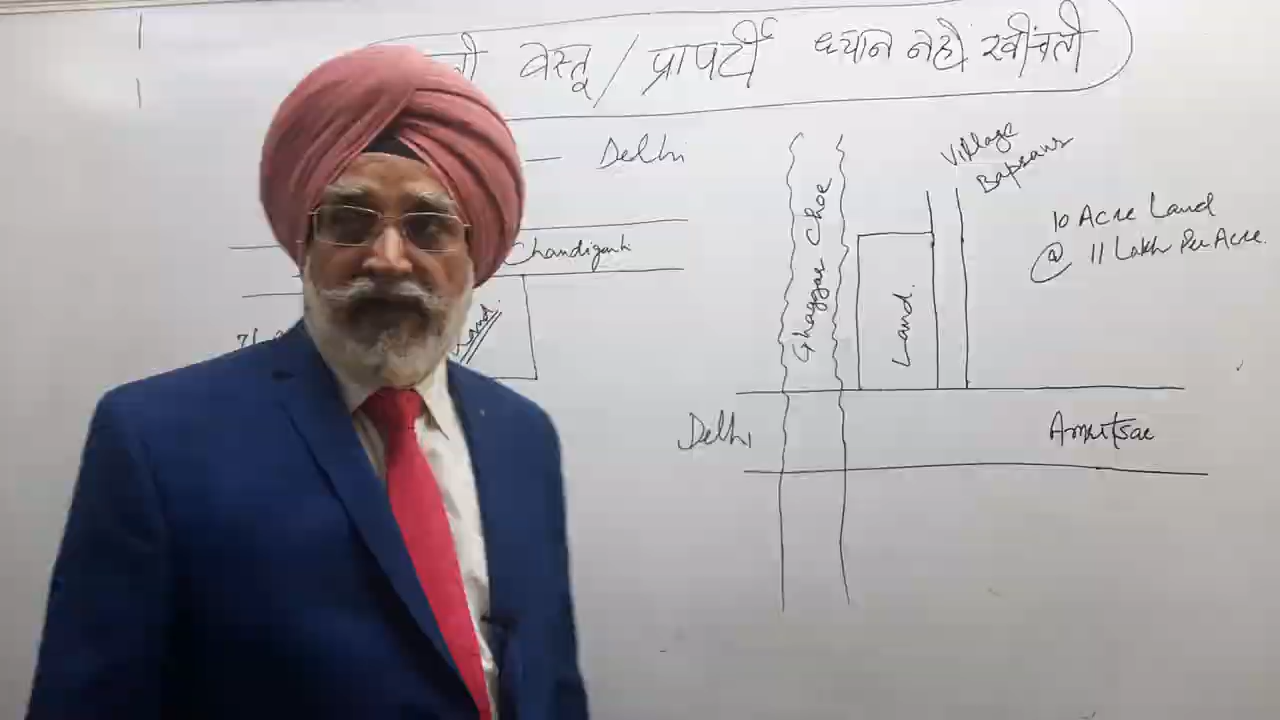 वस्तू / प्रापर्टी ध्यान नहीं खींचती
Delhi
Chandigarh
Land.
Ghaggar Choe
Land.
Village
10 Acre Land
@ 11 Lakh Per Acre.
Delhi
Amritsar